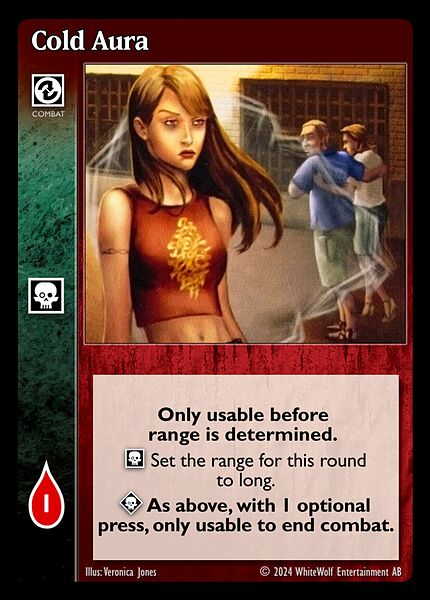 Cold Aura
COMBAT
Only usable before
range is determined.
Set the range for this round
to long.
As above, with 1 optional
press, only usable to end combat.
1
Illus: Veronica Jones
© 2024 WhiteWolf Entertainment AB